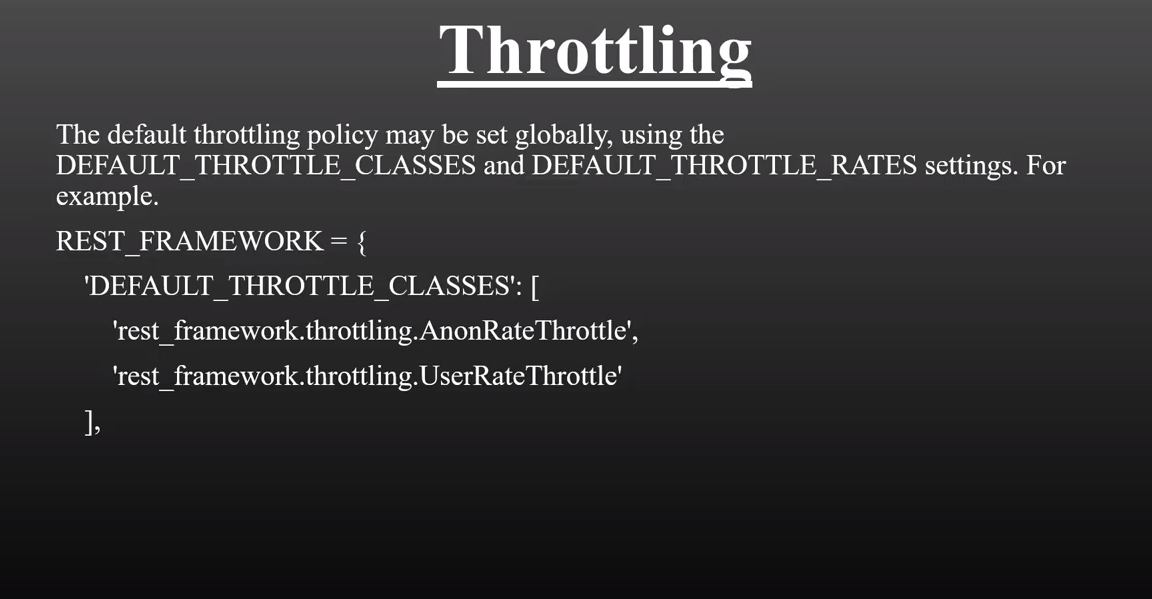 Throttling
The default throttling policy may be set globally, using the
DEFAULT_THROTTLE_CLASSES and DEFAULT_THROTTLE_RATES settings. For
example.
REST_FRAMEWORK = {
'DEFAULT_THROTTLE_CLASSES': [
'rest_framework.throttling.AnonRateThrottle',
'rest_framework.throttling.UserRateThrottle'
],